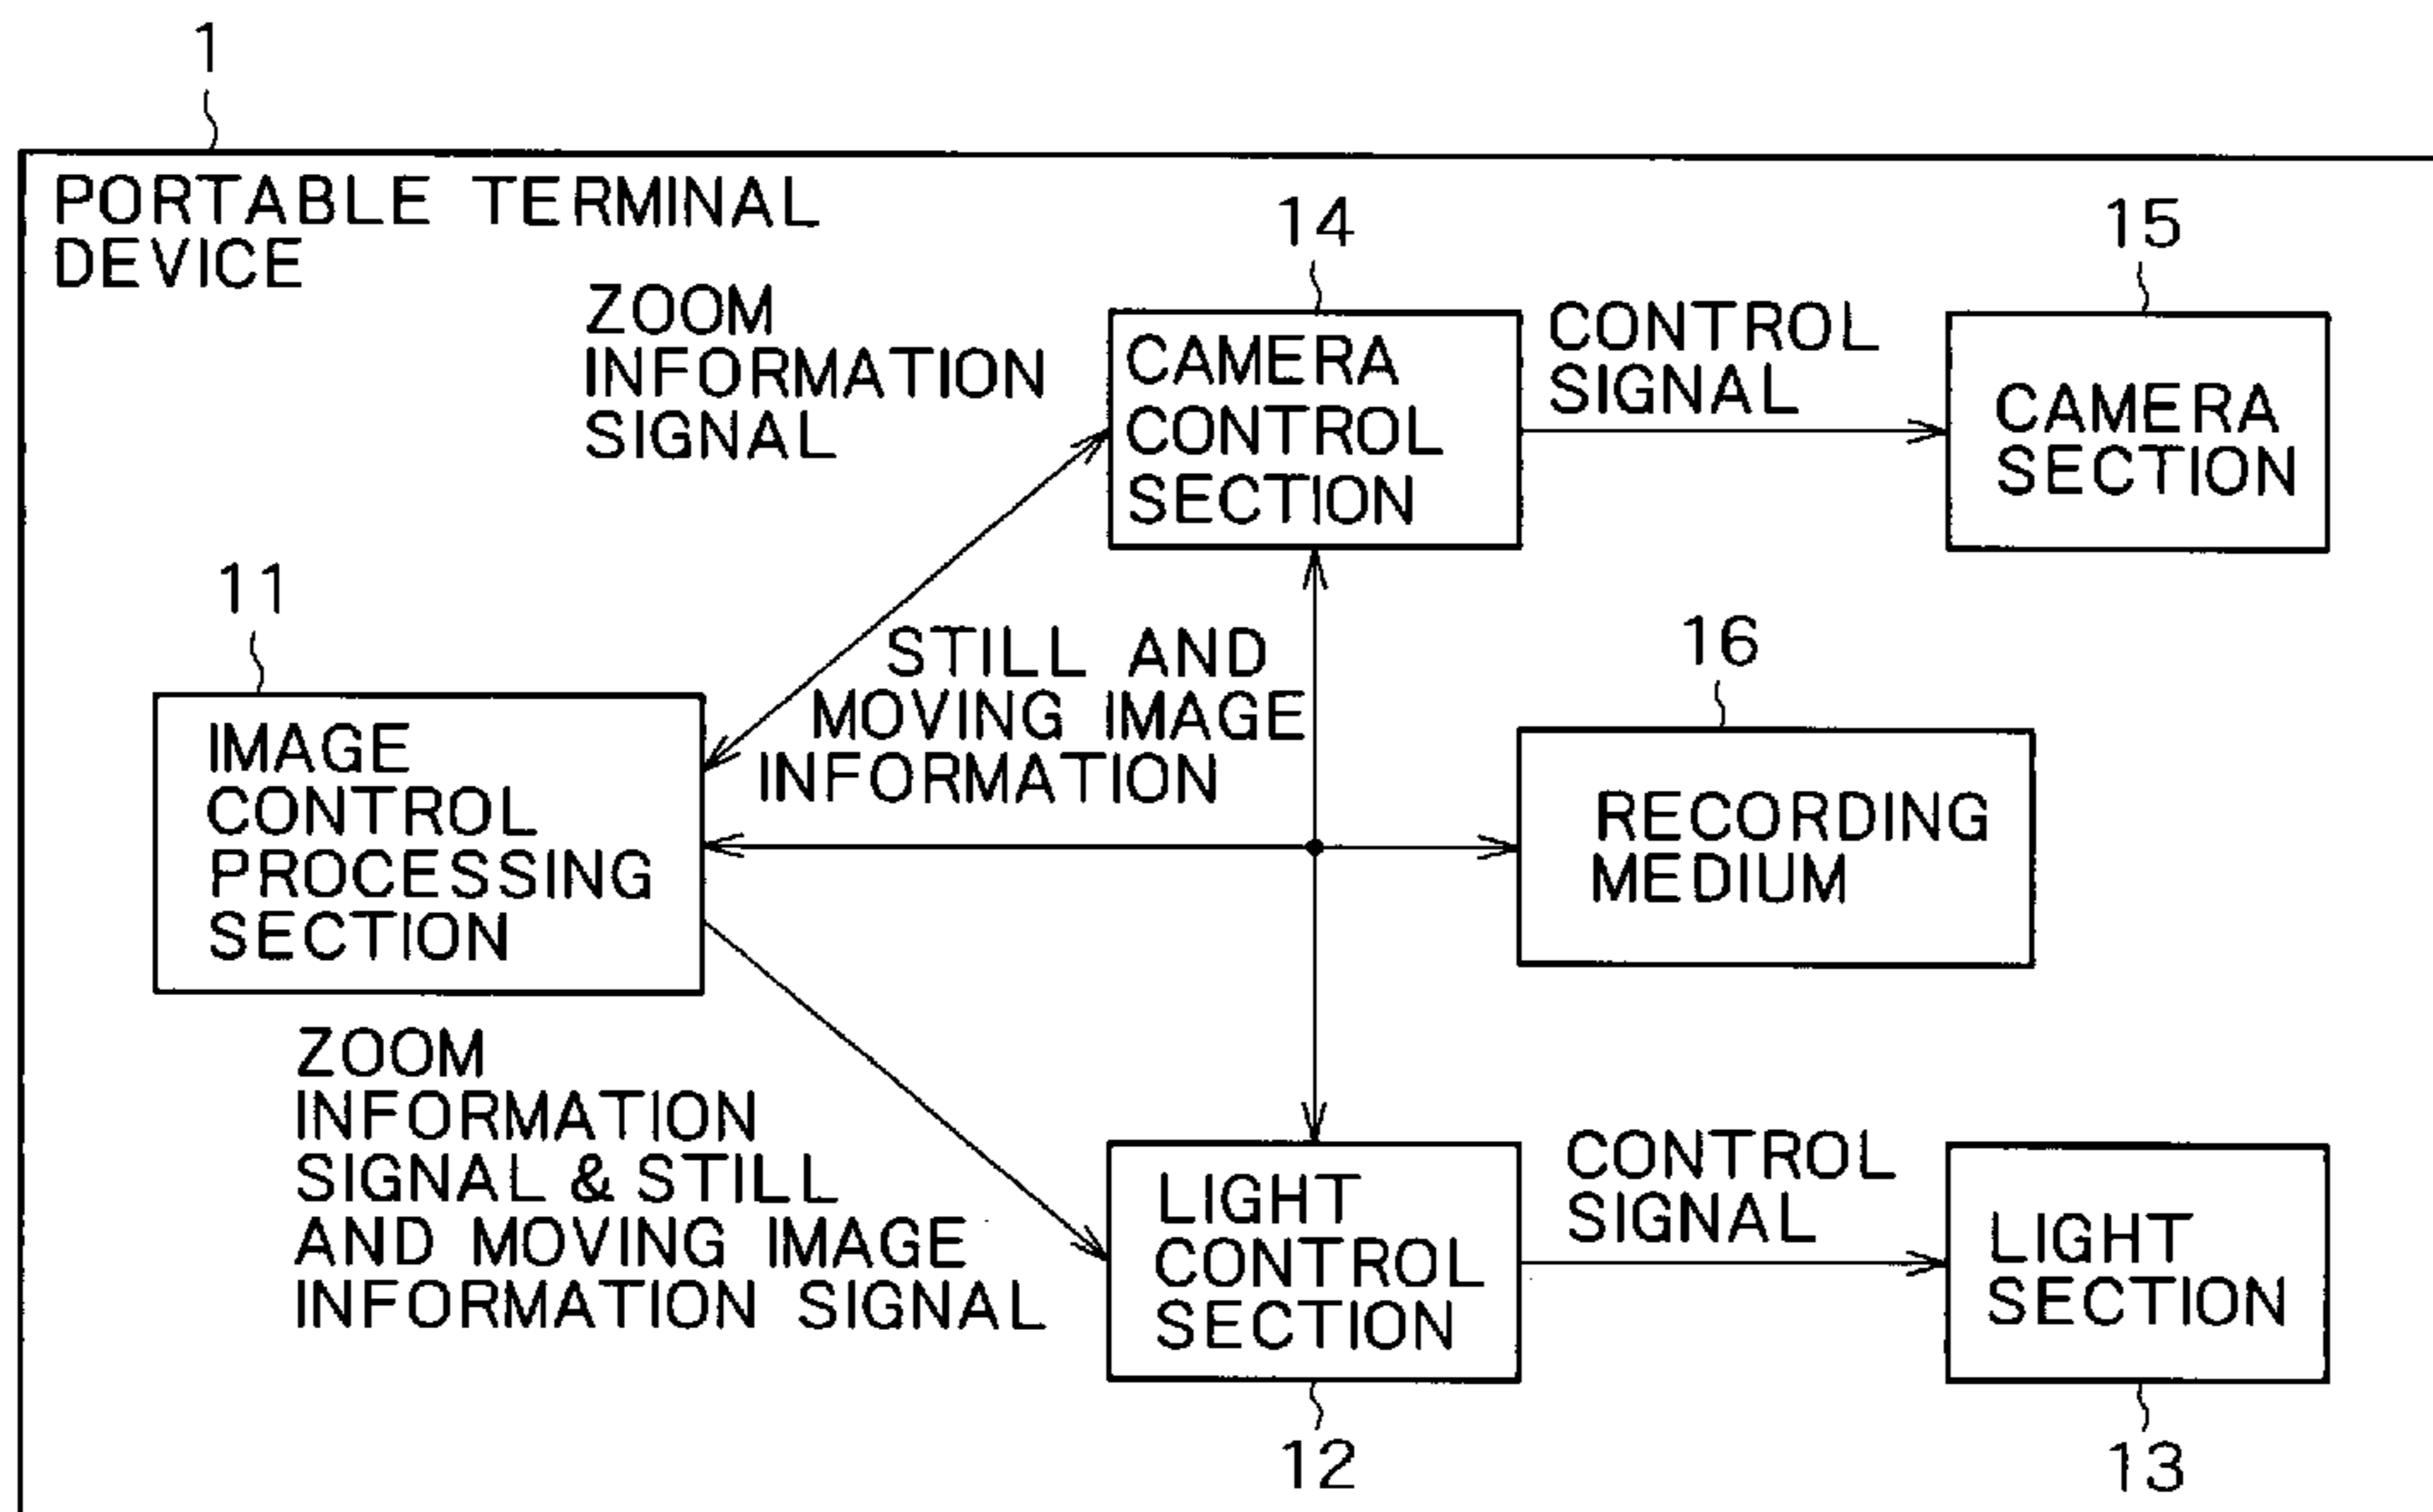 1
PORTABLE TERMINAL
DEVICE
14
15
ZOOM
INFORMATION
SIGNAL
CAMERA
CONTROL
SECTION
CONTROL
SIGNAL
CAMERA
SECTION
11
STILL AND
MOVING IMAGE
INFORMATION
16
IMAGE
CONTROL
PROCESSING
SECTION
RECORDING
MEDIUM
ZOOM
INFORMATION
SIGNAL & STILL
AND MOVING IMAGE
INFORMATION SIGNAL
LIGHT
CONTROL
SECTION
CONTROL
SIGNAL
LIGHT
SECTION
12
13